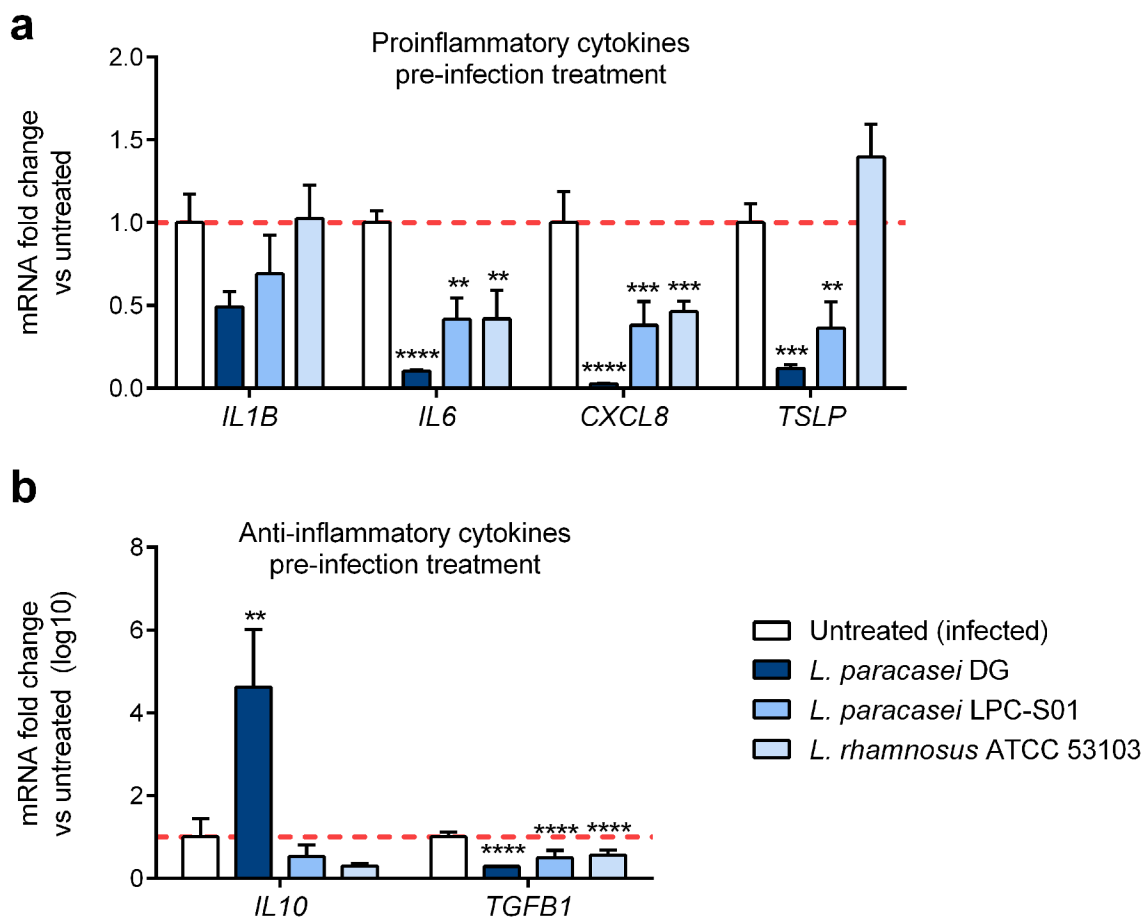 a
Proinflammatory cytokines
pre-infection treatment
mRNA fold change
vs untreated
2.0
1.5
1.0
0.5
0.0
****
**
**
****
***
***
***
**
IL1B
IL6
CXCL8
TSLP
b
Anti-inflammatory cytokines
pre-infection treatment
mRNA fold change
vs untreated (log10)
8
6
4
2
0
**
****
****
****
IL10
TGFB1
Untreated (infected)
L. paracasei DG
L. paracasei LPC-S01
L. rhamnosus ATCC 53103